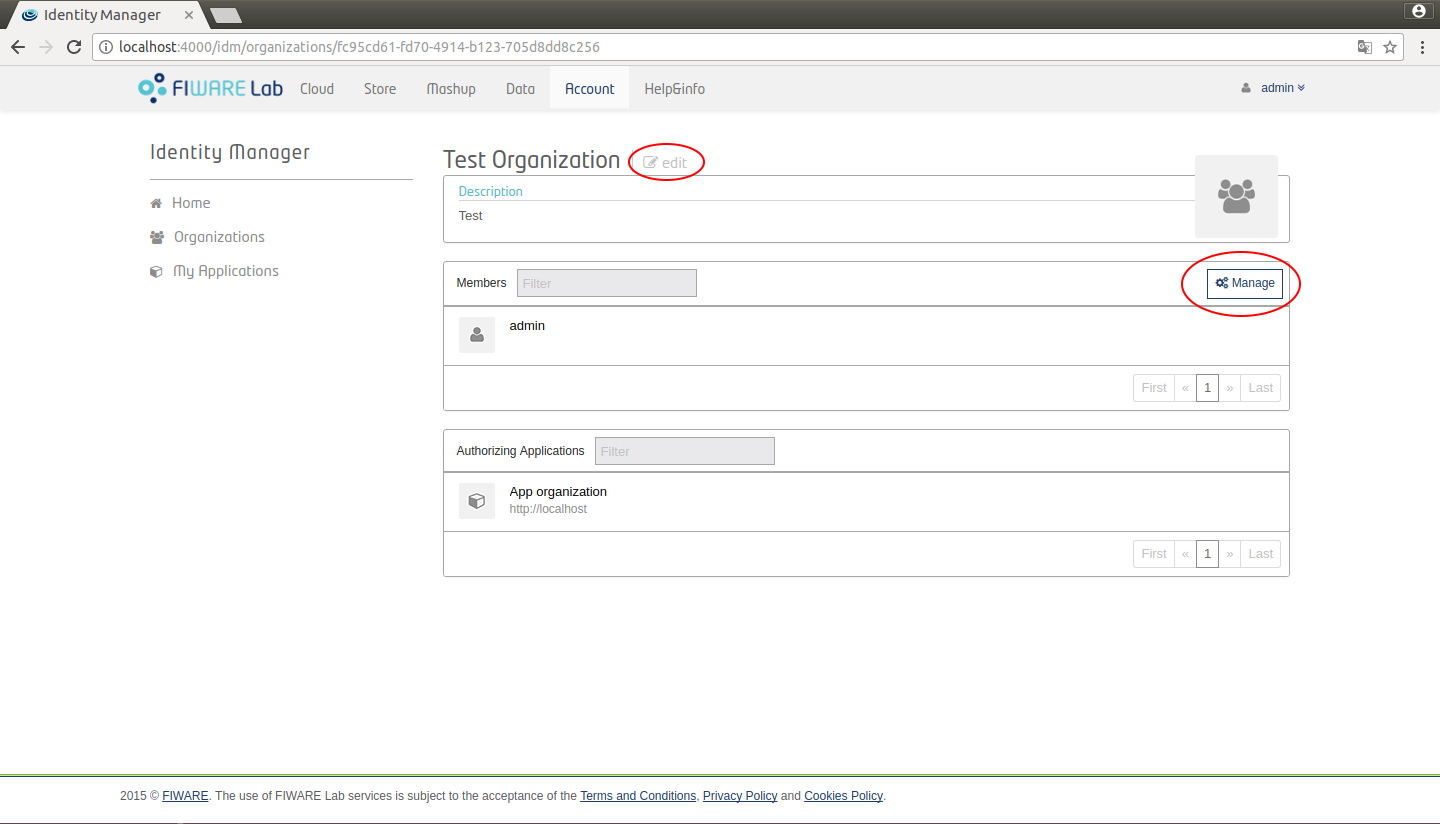 Identity Manager
localhost:4000/idm/organizations/fc95cd61-fd70-4914-b123-705d8dd8c256
FIWARE Lab Cloud Store Mashup Data Account Help&info admin
Identity Manager
Home
Organizations
My Applications
Test Organization edit
Description
Test
Members Filter Manage
admin
First « 1 » Last
Authorizing Applications Filter
App organization
http://localhost
First « 1 » Last
2015 © FIWARE. The use of FIWARE Lab services is subject to the acceptance of the Terms and Conditions, Privacy Policy and Cookies Policy.